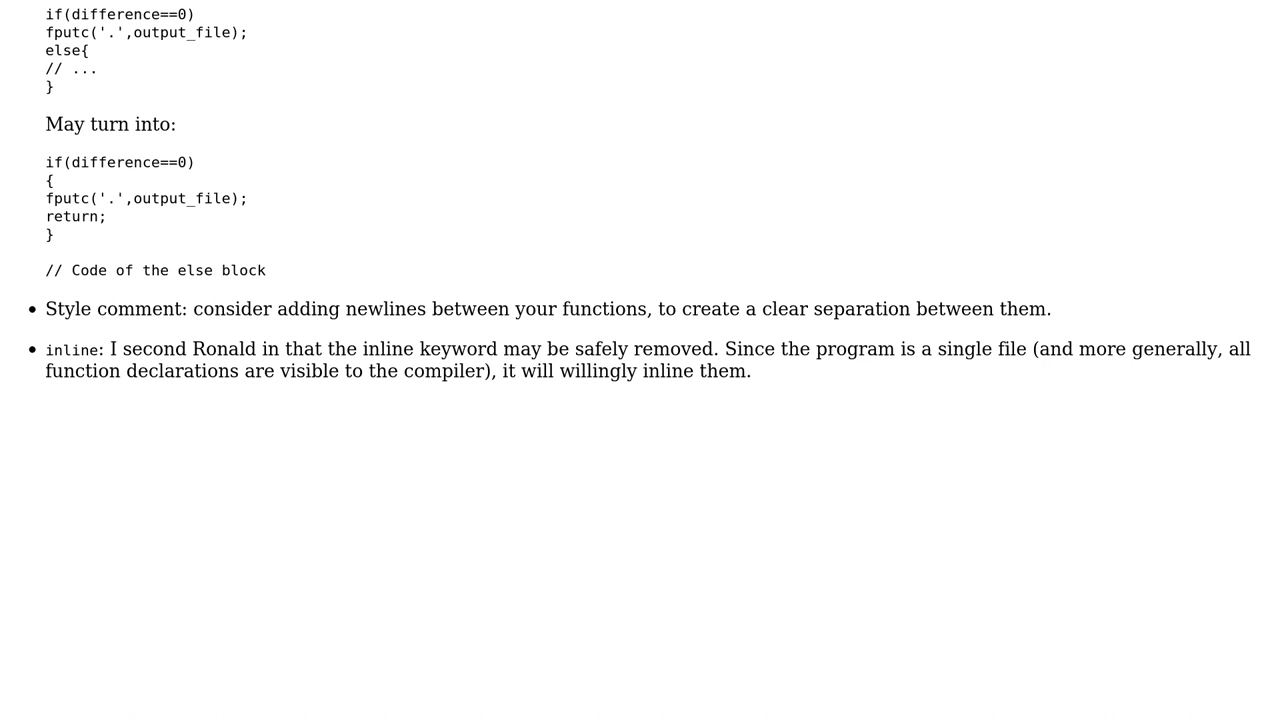 if(difference==0)
fputc('.',output_file);
else{
// ...
}
May turn into:
if(difference==0)
{
fputc('.',output_file);
return;
}
// Code of the else block
• Style comment: consider adding newlines between your functions, to create a clear separation between them.
• inline: I second Ronald in that the inline keyword may be safely removed. Since the program is a single file (and more generally, all
function declarations are visible to the compiler), it will willingly inline them.